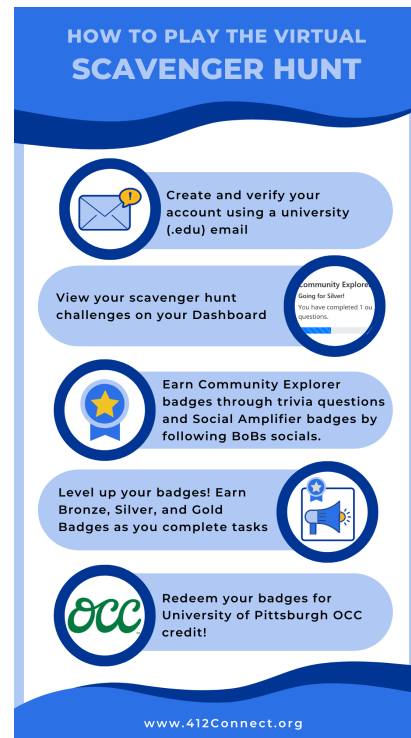 HOW TO PLAY THE VIRTUAL
SCAVENGER HUNT
!
Create and verify your
account using a university
(.edu) email
View your scavenger hunt
challenges on your Dashboard
Community Explorer
Going for Silver!
You have completed 1 ou
questions.
Earn Community Explorer
badges through trivia questions
and Social Amplifier badges by
following BoBs socials.
Level up your badges! Earn
Bronze, Silver, and Gold
Badges as you complete tasks
OCC
Redeem your badges for
University of Pittsburgh OCC
credit!
www.412Connect.org